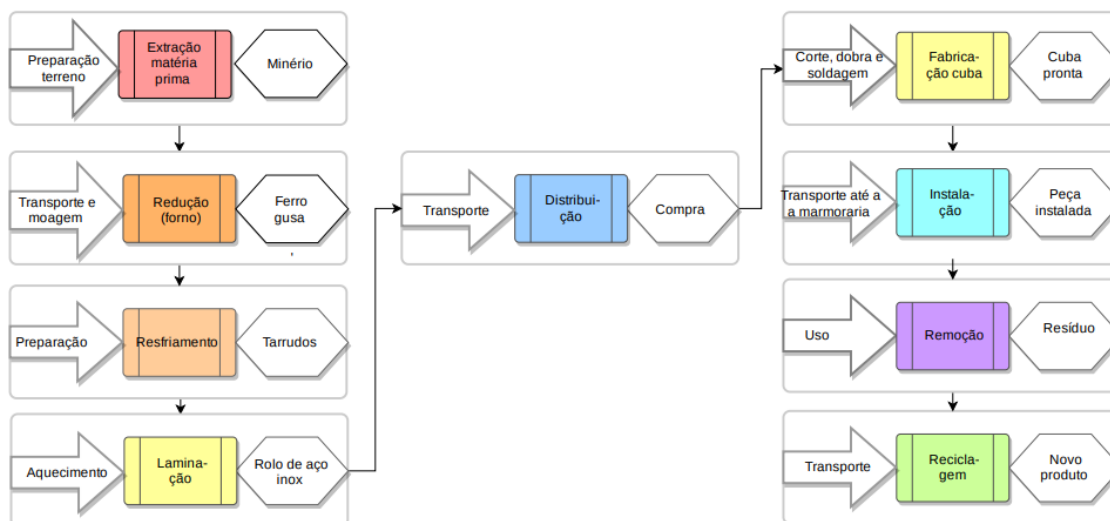 Preparação
terreno
Extração
matéria
prima
Minério
Transporte e
moagem
Redução
(forno)
Ferro
gusa
Preparação
Resfriamento
Tarrudos
Aquecimento
Lamina-
ção
Rolo de aço
inox
Transporte
Distribui-
ção
Compra
Corte, dobra e
soldagem
Fabrica-
ção cuba
Cuba
pronta
Transporte até a
a marmoraria
Instala-
ção
Peça
instalada
Uso
Remoção
Resíduo
Transporte
Recicla-
gem
Novo
produto